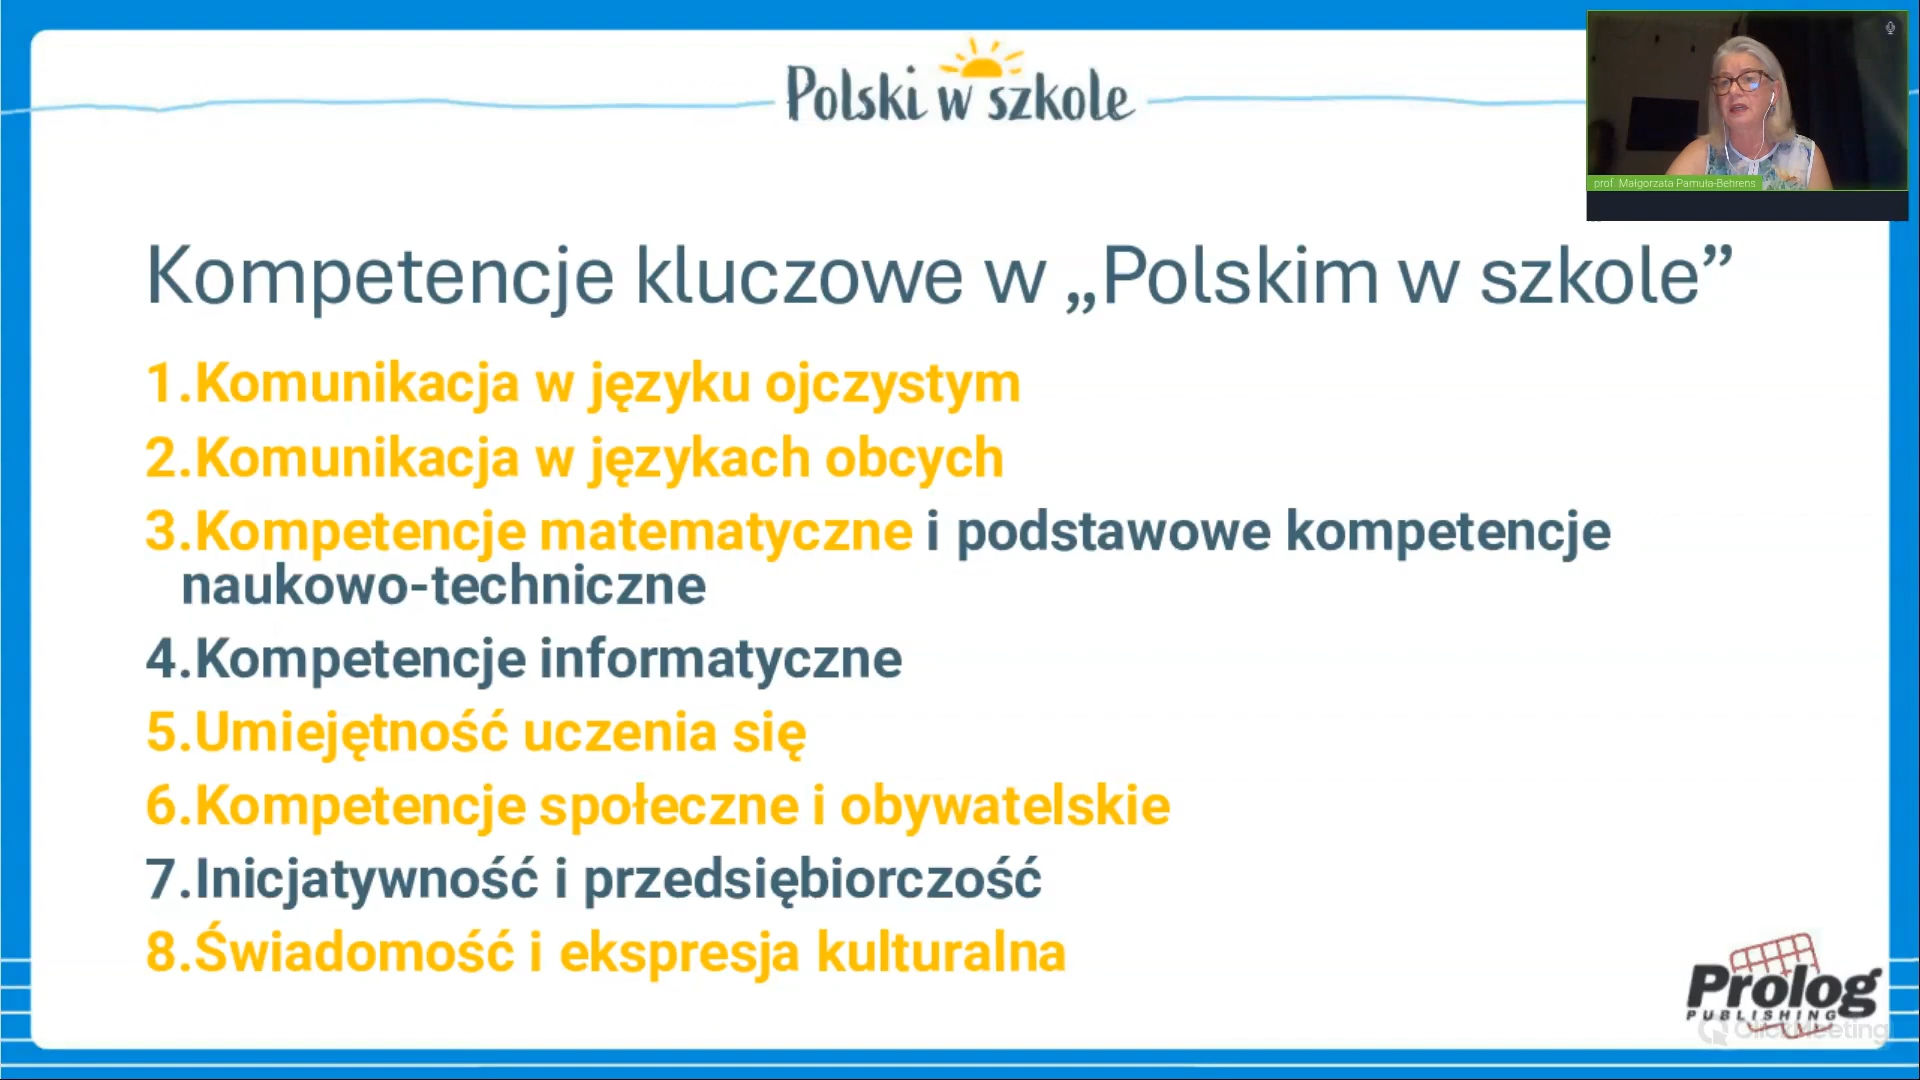 Polski w szkole
prof. Małgorzata Pamuła-Behrens
Kompetencje kluczowe w „Polskim w szkole”
1.Komunikacja w języku ojczystym
2.Komunikacja w językach obcych
3.Kompetencje matematyczne i podstawowe kompetencje
naukowo-techniczne
4.Kompetencje informatyczne
5.Umiejętność uczenia się
6.Kompetencje społeczne i obywatelskie
7.Inicjatywność i przedsiębiorczość
8.Świadomość i ekspresja kulturalna
Prolog
PUBLISHING
ClickMeeting